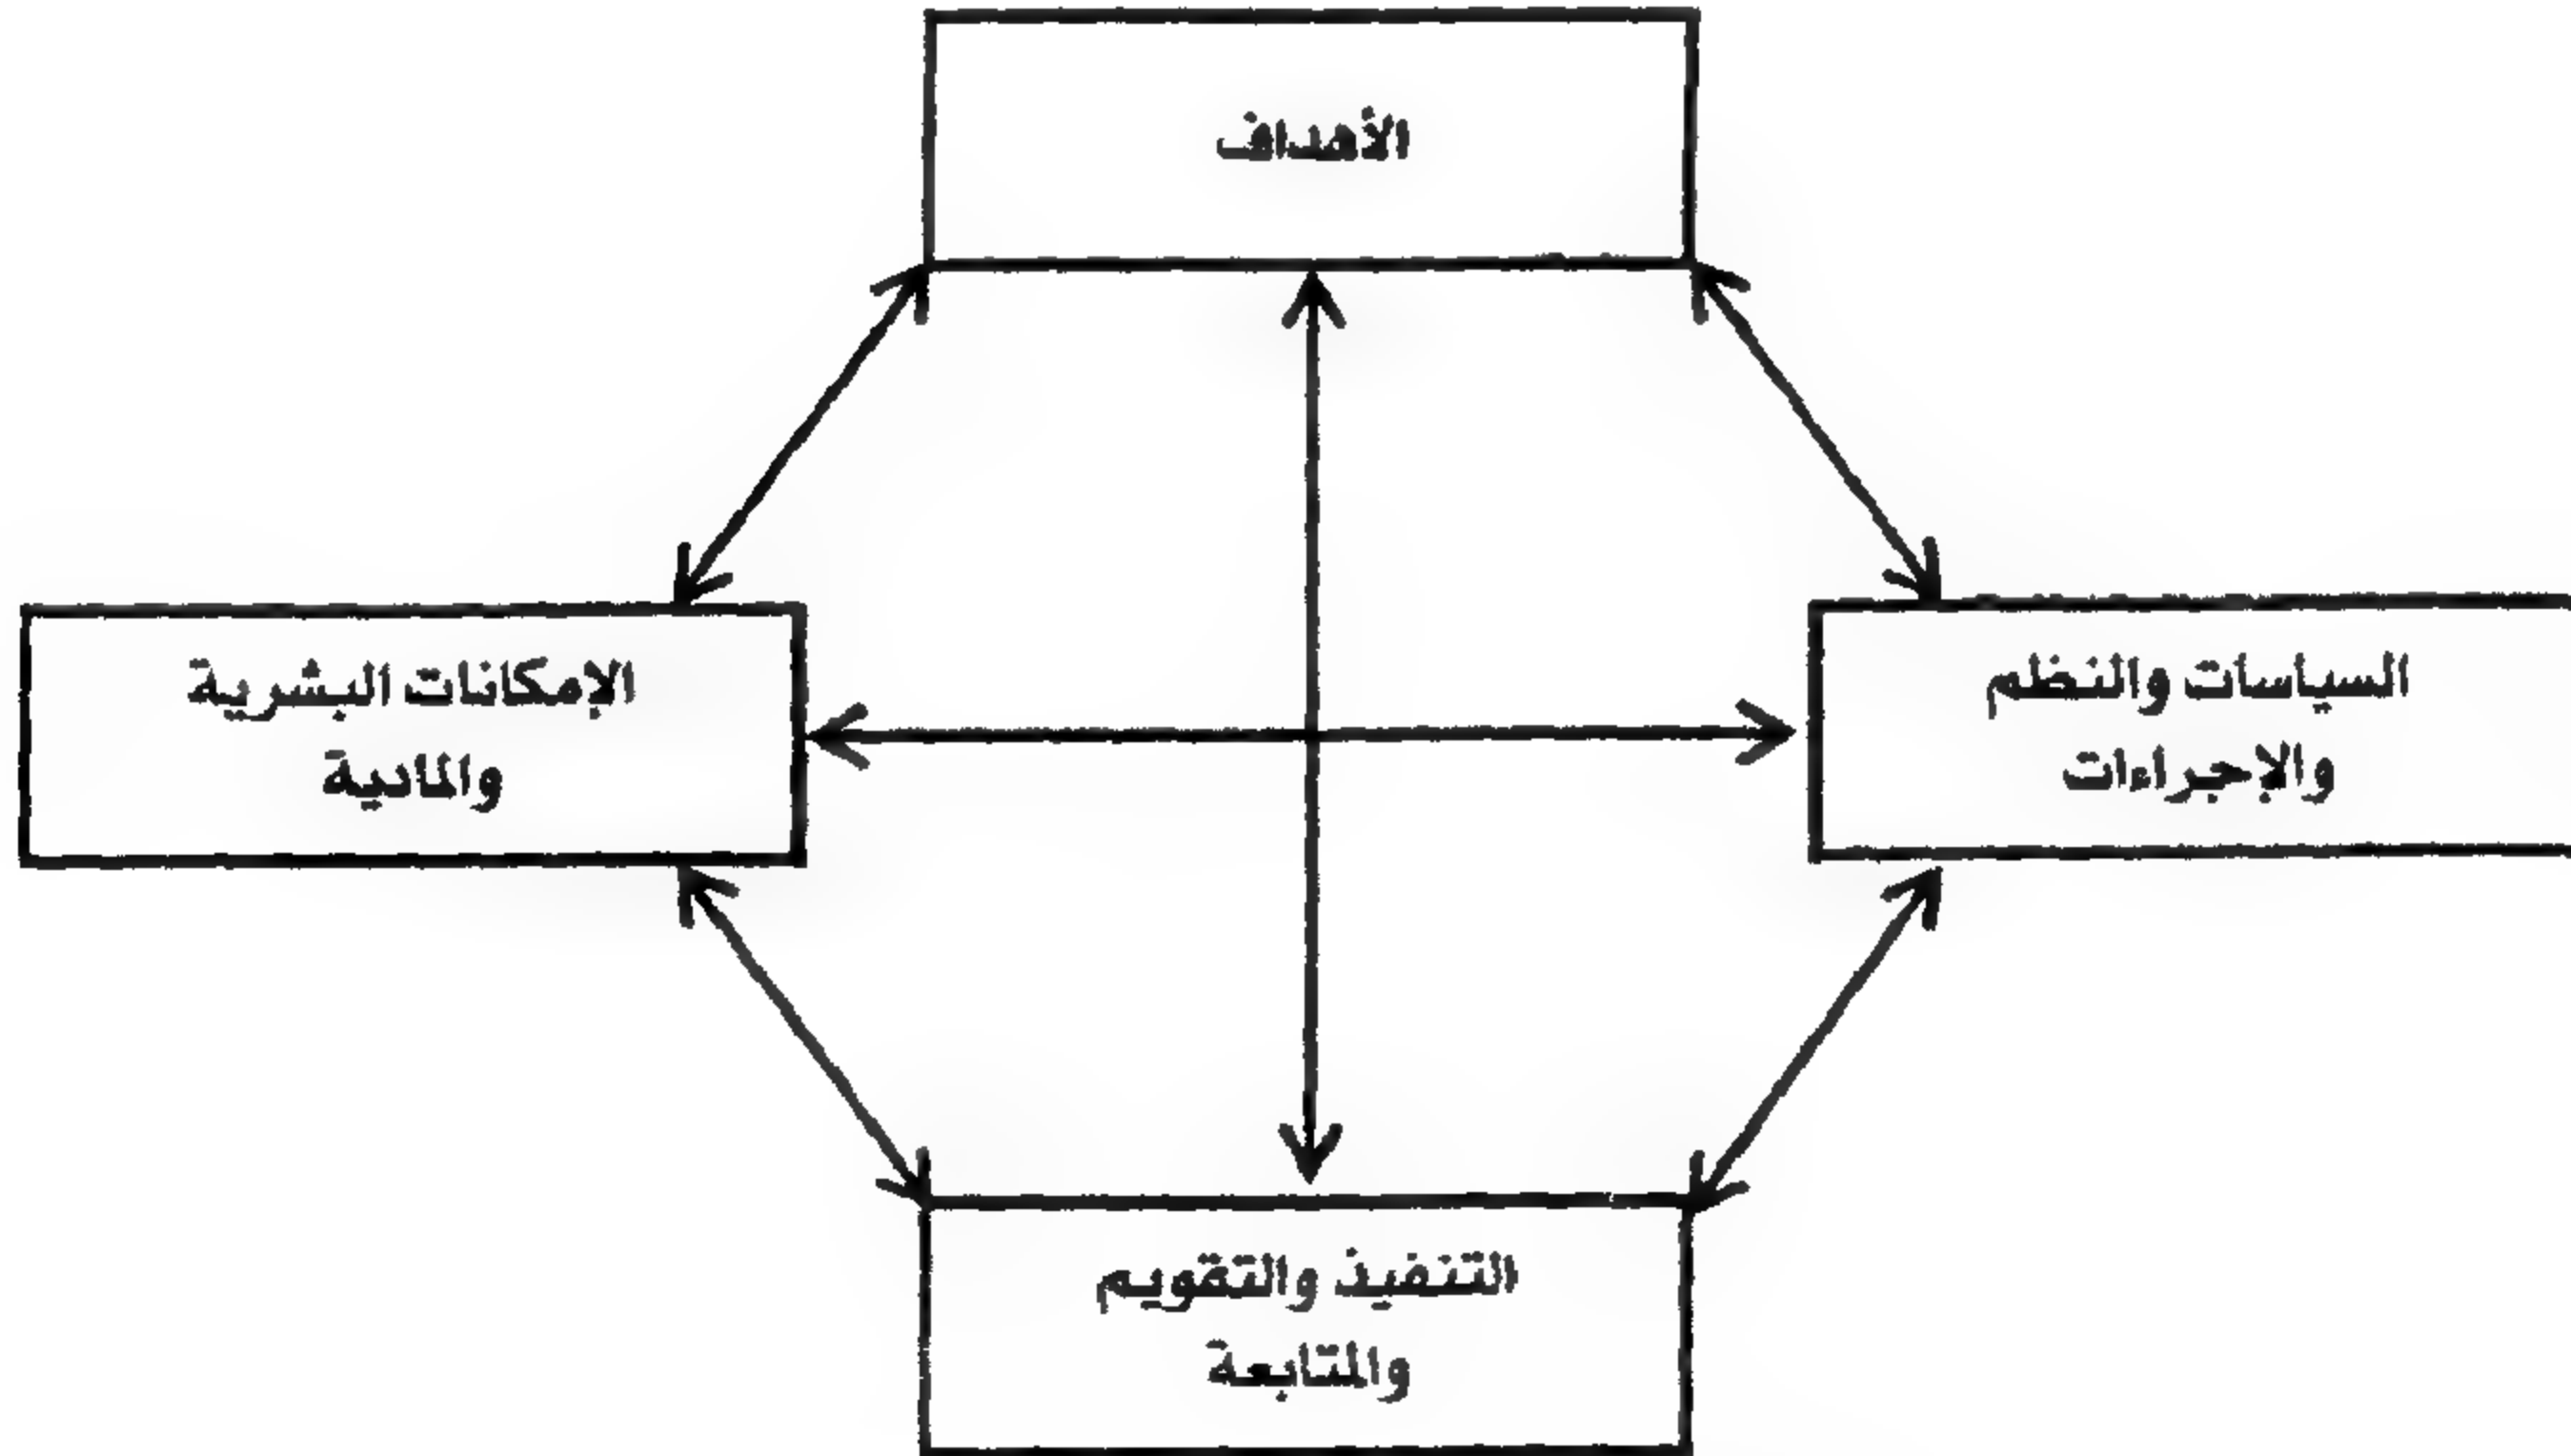 الأهداف
السياسات والنظم
والإجراءات
الإمكانات البشرية
والمادية
التنفيذ والتقويم
والمتابعة